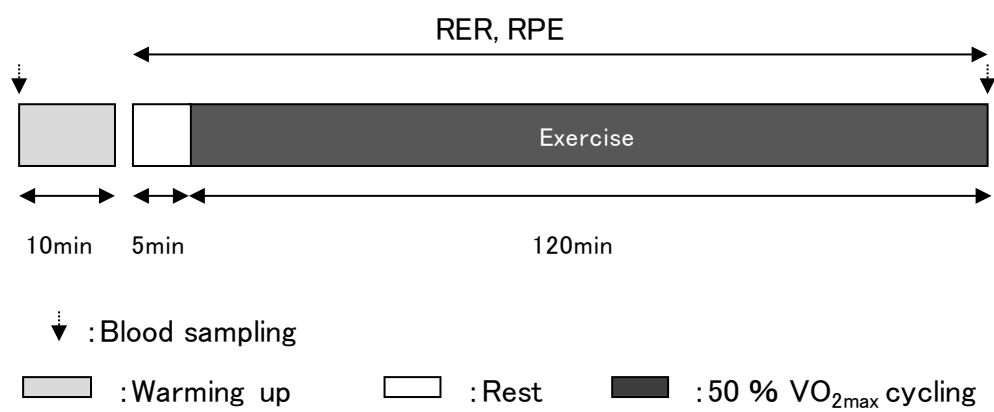 RER, RPE
Exercise
10min 5min 120min
:Blood sampling
:Warming up :Rest :50 % VO2max cycling